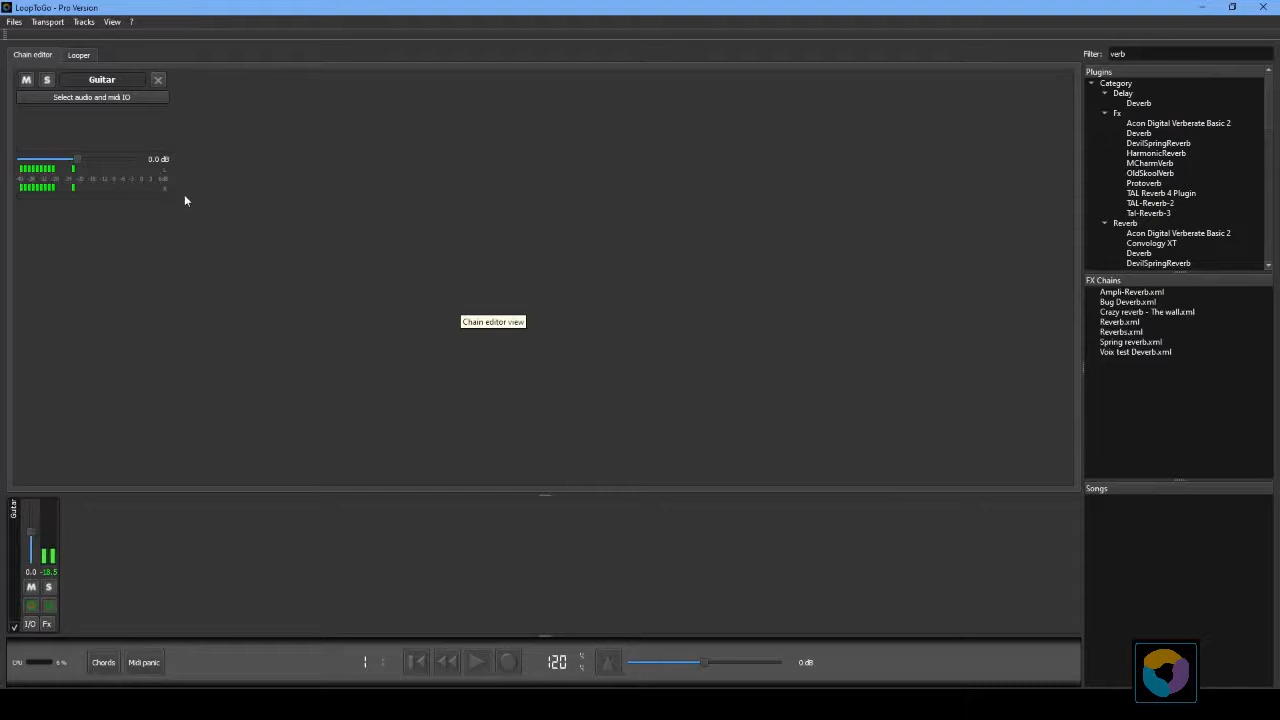 LoopToGo - Pro Version
Files Transport Tracks View ?
Chain editor Looper
Filter: verb
M S Guitar
Select audio and midi IO
0.0 dB
L
R
Chain editor view
Plugins
Category
Delay
Deverb
Fx
Acon Digital Verberate Basic 2
Deverb
DevilSpringReverb
HarmonicReverb
MCharmVerb
OldSkoolVerb
Protoverb
TAL Reverb 4 Plugin
TAL-Reverb-2
Tal-Reverb-3
Reverb
Acon Digital Verberate Basic 2
Convology XT
Deverb
DevilSpringReverb
FX Chains
Ampli-Reverb.xml
Bug Deverb.xml
Crazy reverb - The wall.xml
Reverb.xml
Reverbs.xml
Spring reverb.xml
Voix test Deverb.xml
Songs
Guitar
0.0 -18.5
M S
I/O Fx
CPU 6 % Chords Midi panic 1 : 120 0 dB